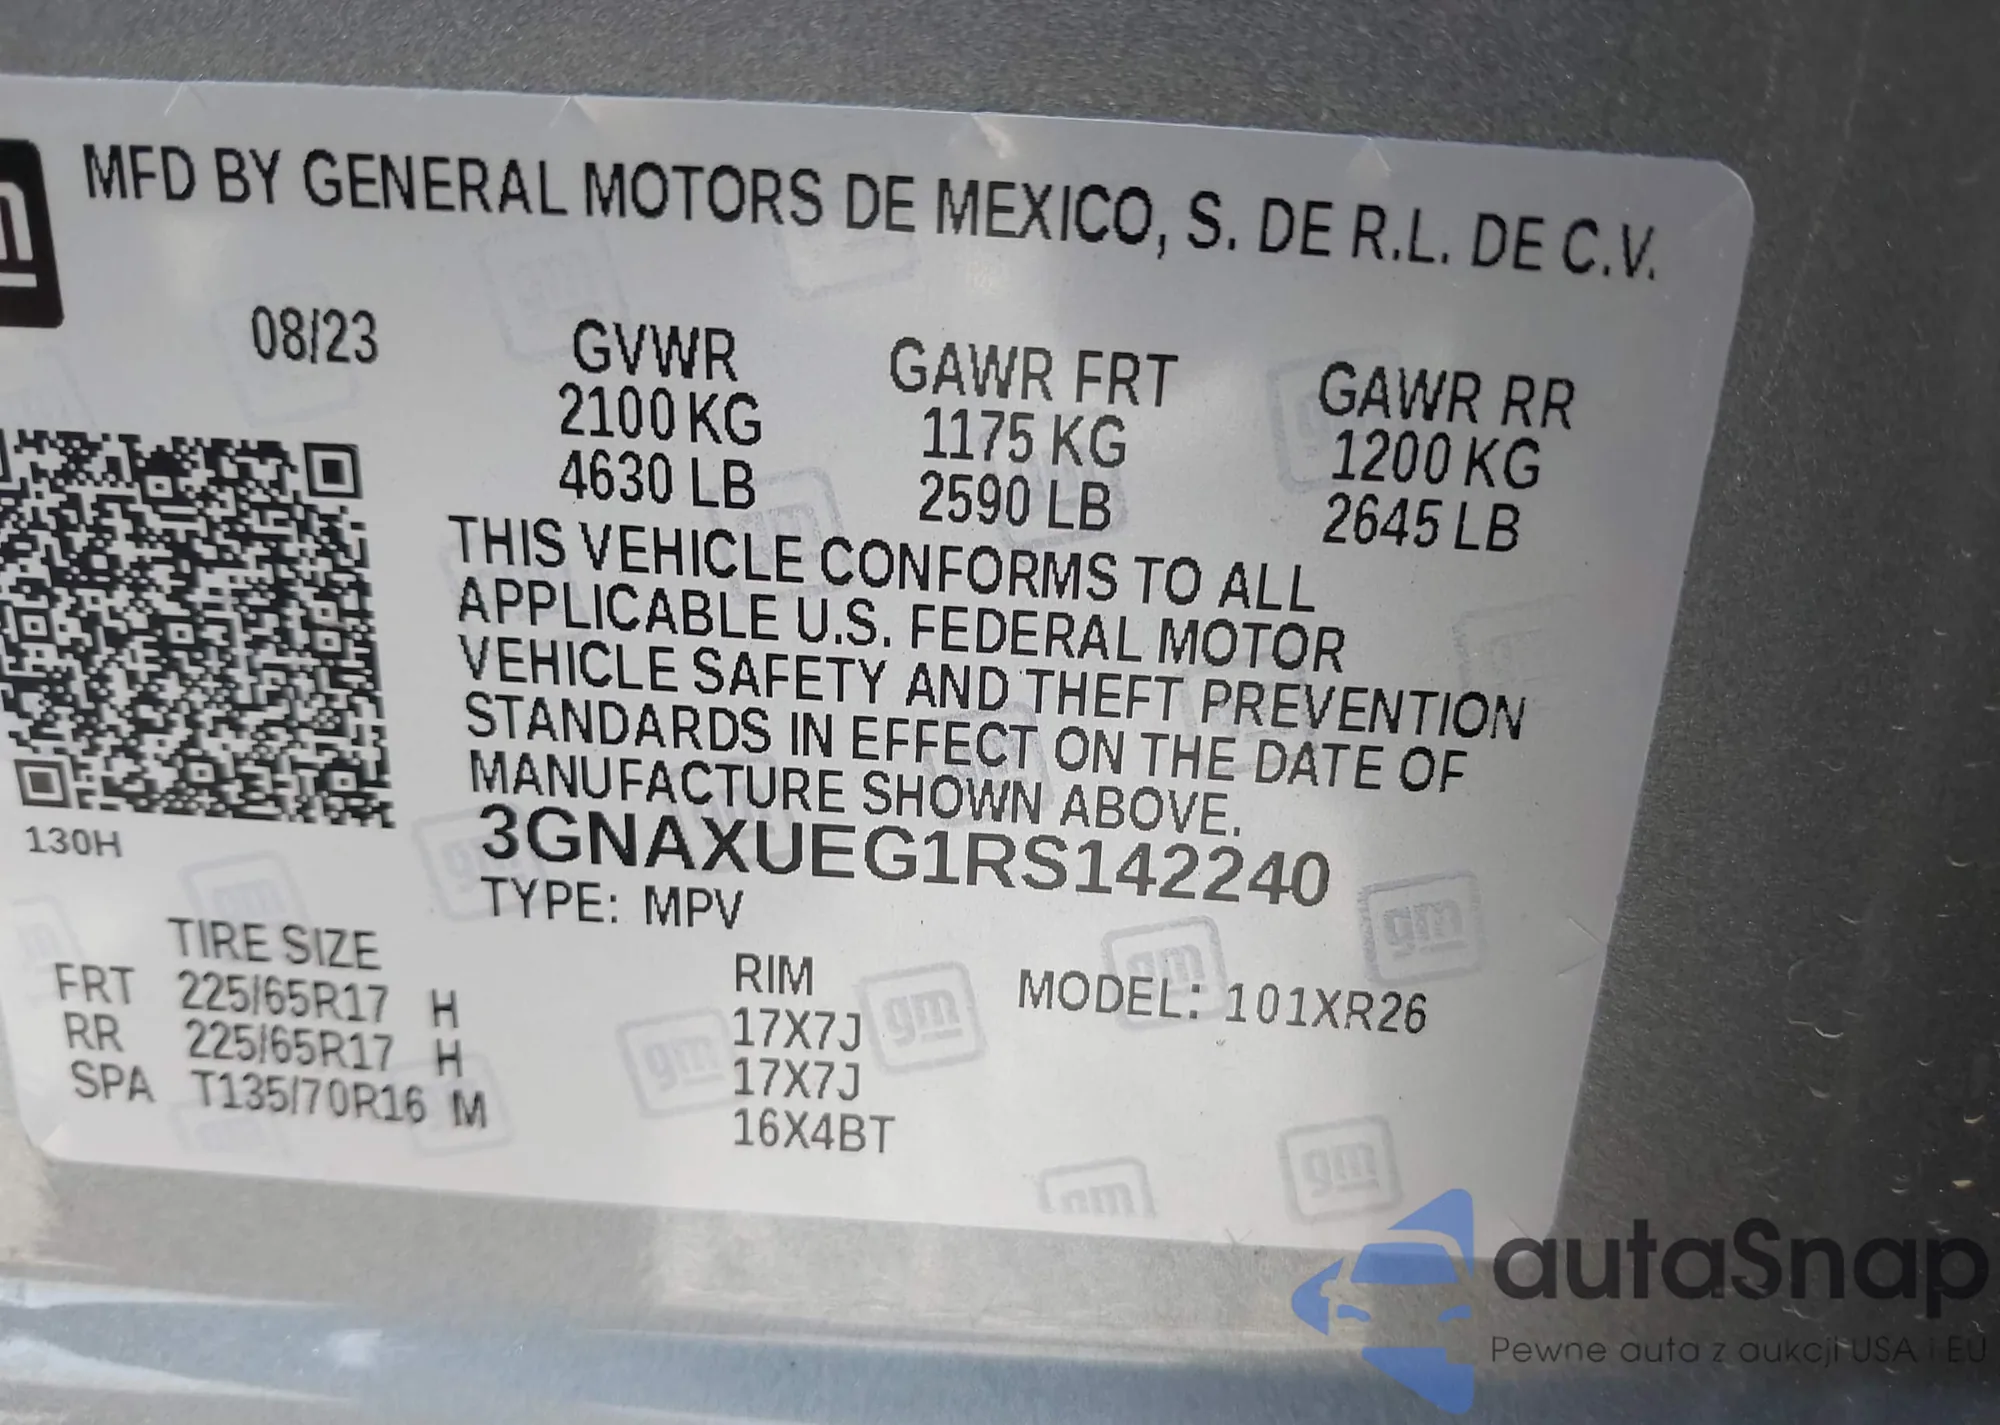 MFD BY GENERAL MOTORS DE MEXICO, S. DE R.L. DE C.V.
08/23
GVWR GAWR FRT GAWR RR
2100 KG 1175 KG 1200 KG
4630 LB 2590 LB 2645 LB
THIS VEHICLE CONFORMS TO ALL
APPLICABLE U.S. FEDERAL MOTOR
VEHICLE SAFETY AND THEFT PREVENTION
STANDARDS IN EFFECT ON THE DATE OF
MANUFACTURE SHOWN ABOVE.
3GNAXUEG1RS142240
130H
TYPE: MPV
TIRE SIZE RIM MODEL: 101XR26
FRT 225/65R17 H 17X7J
RR 225/65R17 H 17X7J
SPA T135/70R16 M 16X4BT
gm
autaSnap
Pewne auta z aukcji USA i EU